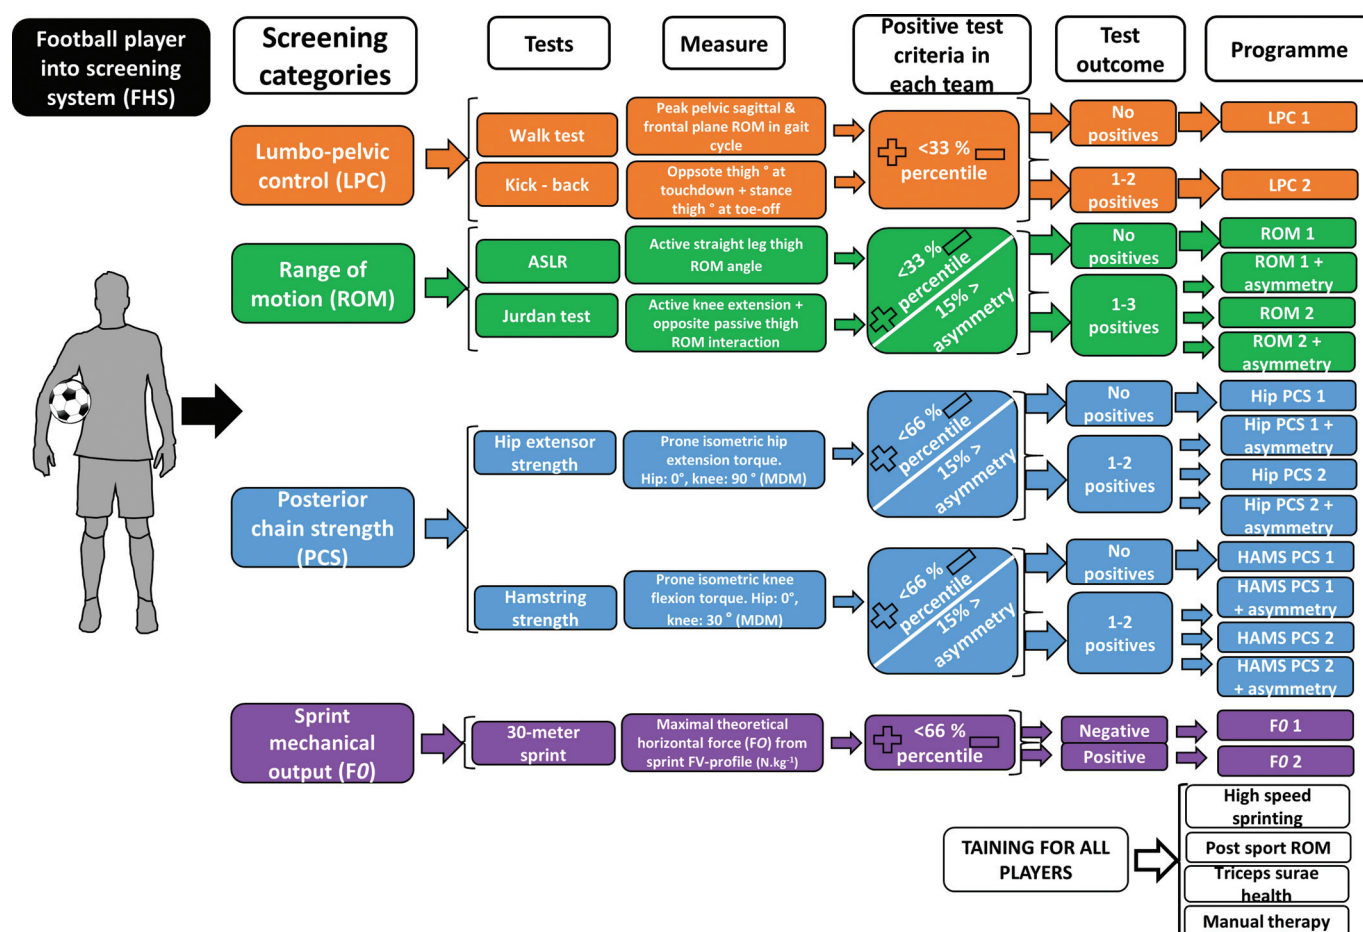 Football player
into screening
system (FHS)
Screening
categories
Tests
Measure
Positive test
criteria in
each team
Test
outcome
Programme
Lumbo-pelvic
control (LPC)
Walk test
Peak pelvic sagittal &
frontal plane ROM in gait
cycle
Kick - back
Oppsote thigh ° at
touchdown + stance
thigh ° at toe-off
<33 %
percentile
No
positives
LPC 1
1-2
positives
LPC 2
Range of
motion (ROM)
ASLR
Active straight leg thigh
ROM angle
Jurdan test
Active knee extension +
opposite passive thigh
ROM interaction
<33 %
percentile
15% >
asymmetry
No
positives
ROM 1
1-3
positives
ROM 1 +
asymmetry
ROM 2
ROM 2 +
asymmetry
Posterior
chain strength
(PCS)
Hip extensor
strength
Prone isometric hip
extension torque.
Hip: 0°, knee: 90 ° (MDM)
<66 %
percentile
15% >
asymmetry
No
positives
Hip PCS 1
1-2
positives
Hip PCS 1 +
asymmetry
Hip PCS 2
Hip PCS 2 +
asymmetry
Hamstring
strength
Prone isometric knee
flexion torque. Hip: 0°,
knee: 30 ° (MDM)
<66 %
percentile
15% >
asymmetry
No
positives
HAMS PCS 1
1-2
positives
HAMS PCS 1
+ asymmetry
HAMS PCS 2
HAMS PCS 2
+ asymmetry
Sprint
mechanical
output (F0)
30-meter
sprint
Maximal theoretical
horizontal force (FO) from
sprint FV-profile (N.kg-1)
<66 %
percentile
Negative
F0 1
Positive
F0 2
TAINING FOR ALL
PLAYERS
High speed
sprinting
Post sport ROM
Triceps surae
health
Manual therapy